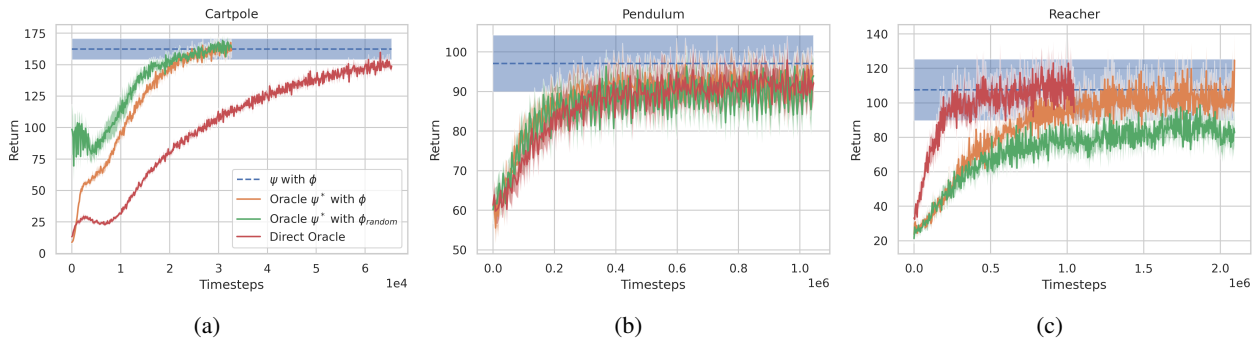 Cartpole
175
150
125
100
75
50
25
0
Return
0
1
2
3
4
5
6
Timesteps
1e4
ψ with ϕ
Oracle ψ* with ϕ
Oracle ψ* with ϕrandom
Direct Oracle
(a)
Pendulum
100
90
80
70
60
50
Return
0.0
0.2
0.4
0.6
0.8
1.0
Timesteps
1e6
(b)
Reacher
140
120
100
80
60
40
20
Return
0.0
0.5
1.0
1.5
2.0
Timesteps
1e6
(c)